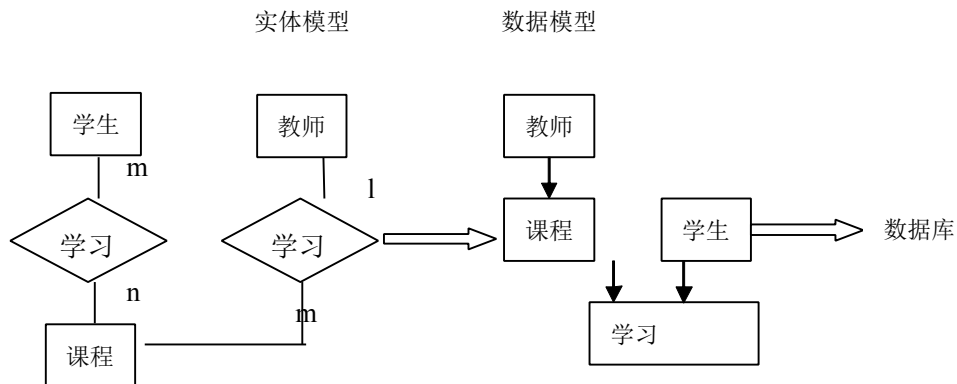 实体模型 数据模型
学生 教师 教师
m
l
学习 学习 课程 学生 数据库
n
m
学习
课程